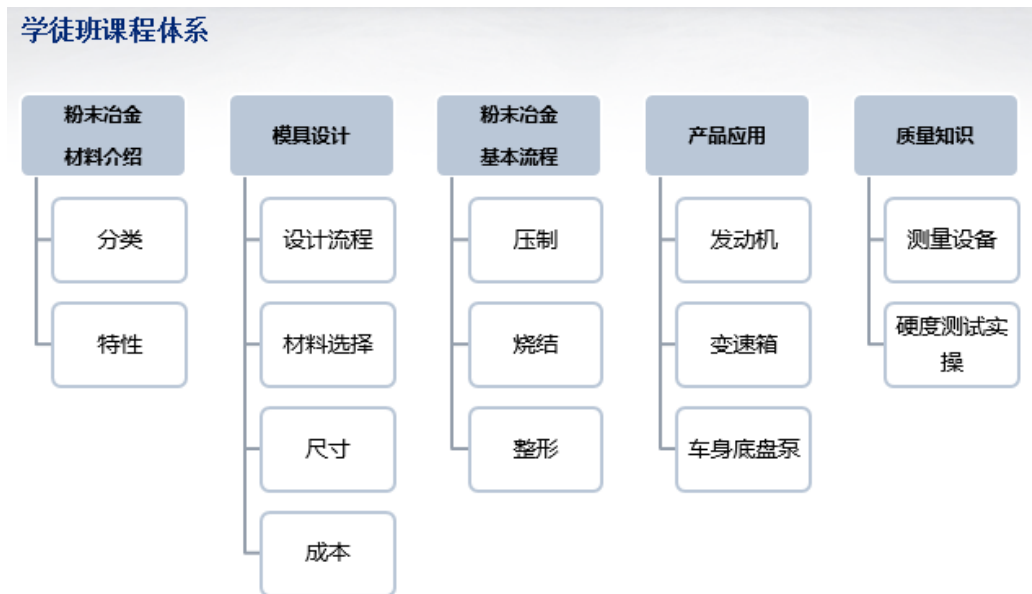 学徒班课程体系
粉末冶金
材料介绍
分类
特性
模具设计
设计流程
材料选择
尺寸
成本
粉末冶金
基本流程
压制
烧结
整形
产品应用
发动机
变速箱
车身底盘泵
质量知识
测量设备
硬度测试实
操